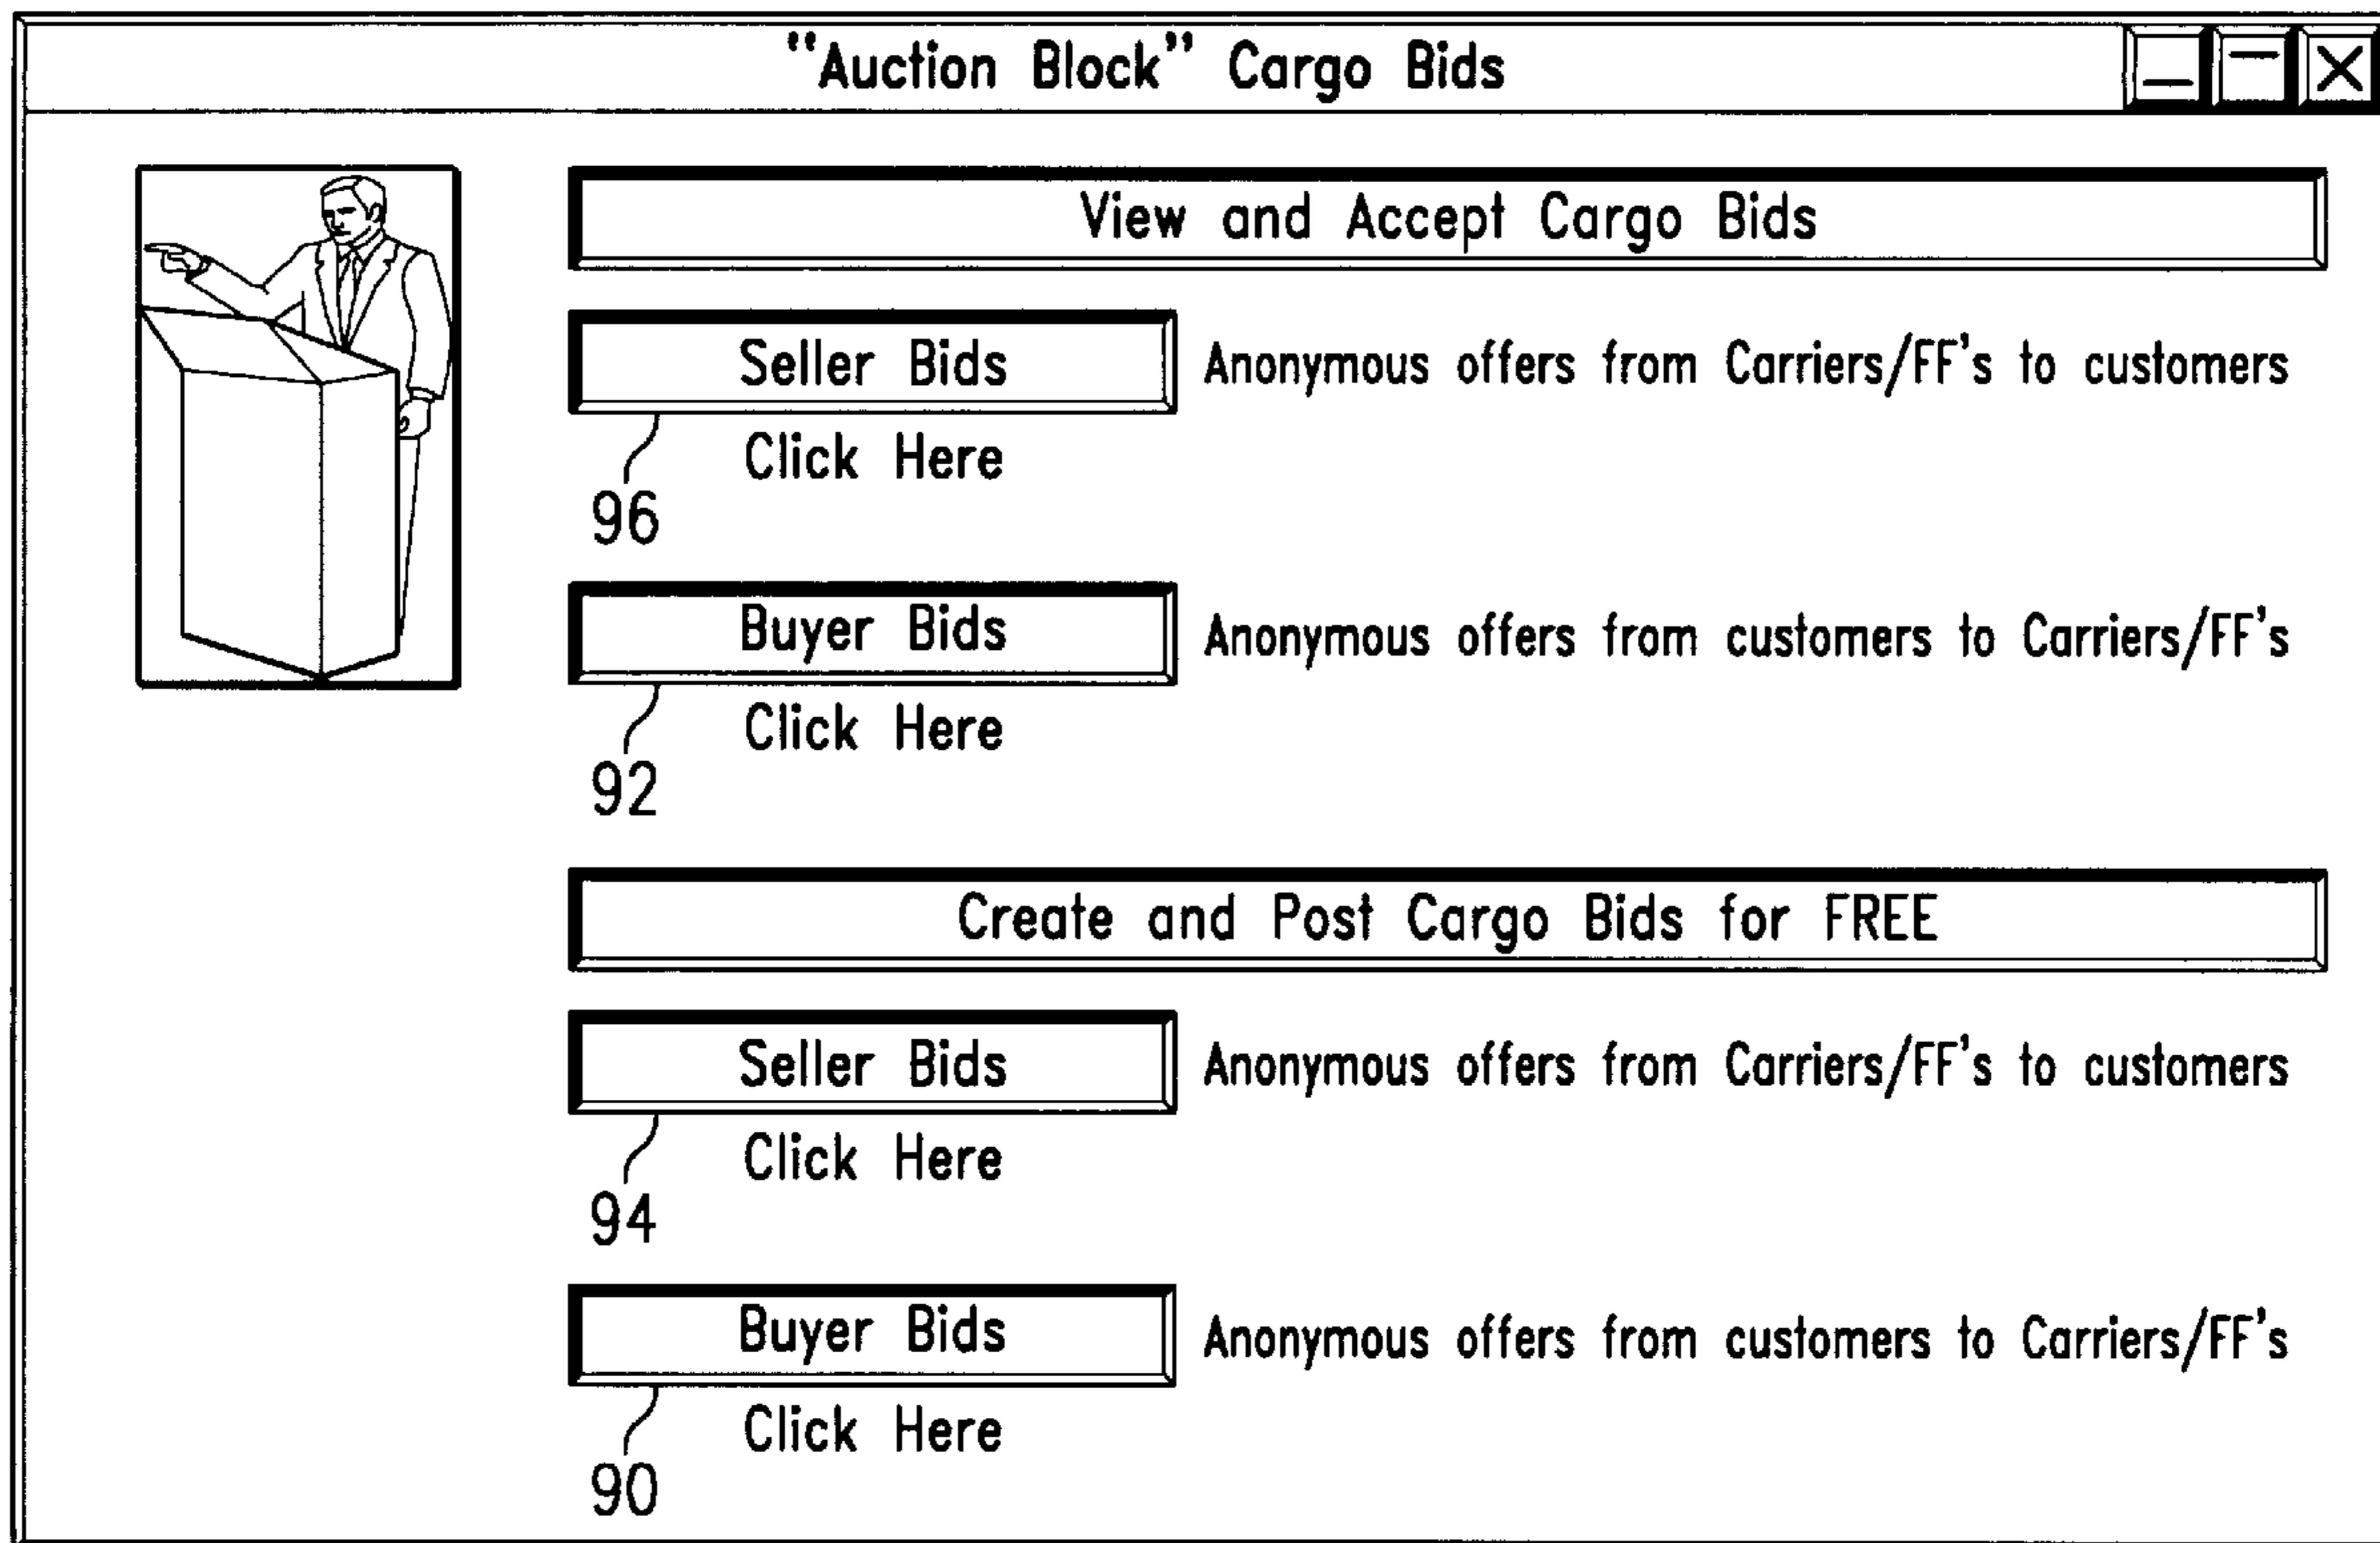 "Auction Block" Cargo Bids
View and Accept Cargo Bids
Seller Bids Anonymous offers from Carriers/FF's to customers
Click Here
96
Buyer Bids Anonymous offers from customers to Carriers/FF's
Click Here
92
Create and Post Cargo Bids for FREE
Seller Bids Anonymous offers from Carriers/FF's to customers
Click Here
94
Buyer Bids Anonymous offers from customers to Carriers/FF's
Click Here
90